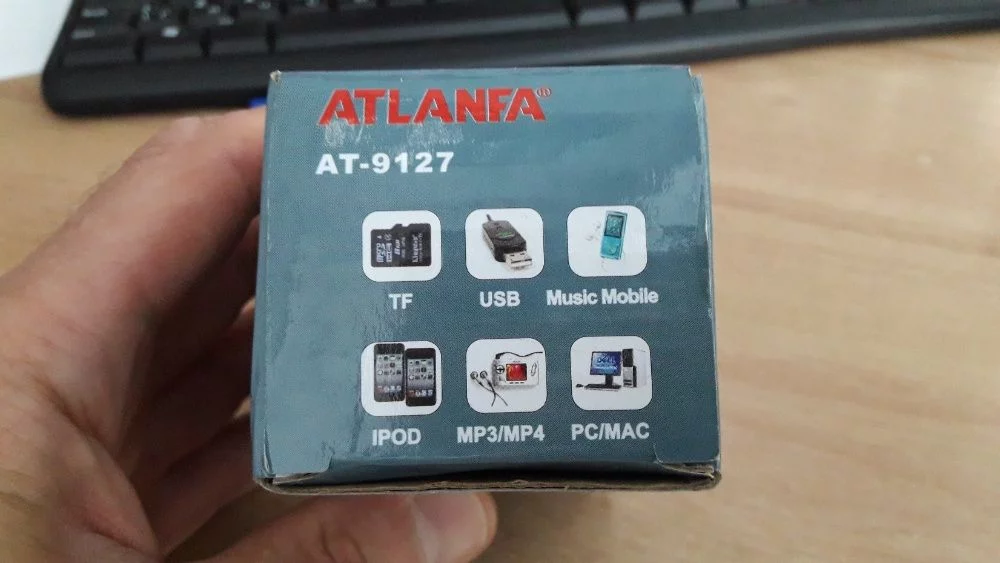 ATLANFA®
AT-9127
TF
USB
Music Mobile
IPOD
MP3/MP4
PC/MAC